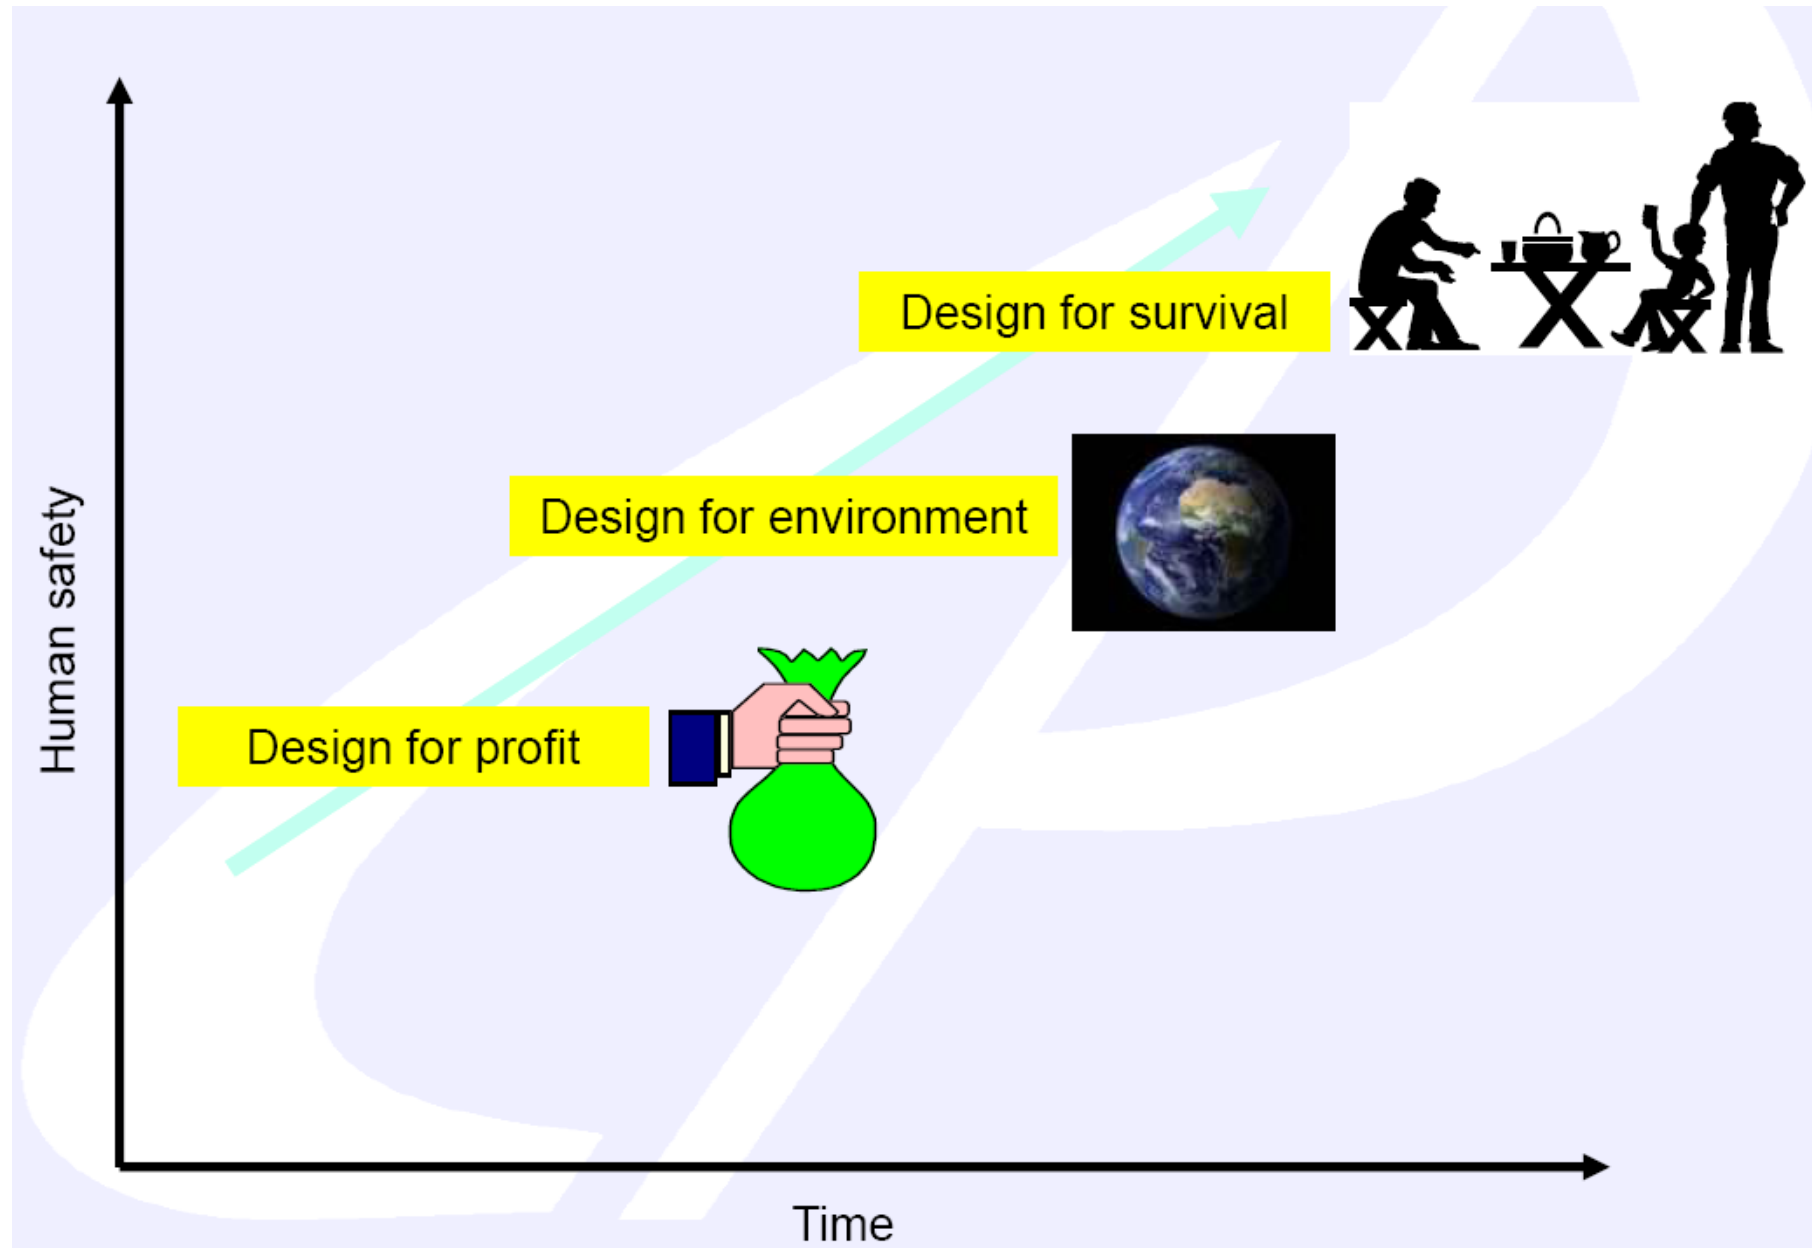 Design for survival
Design for environment
Design for profit
Human safety
Time